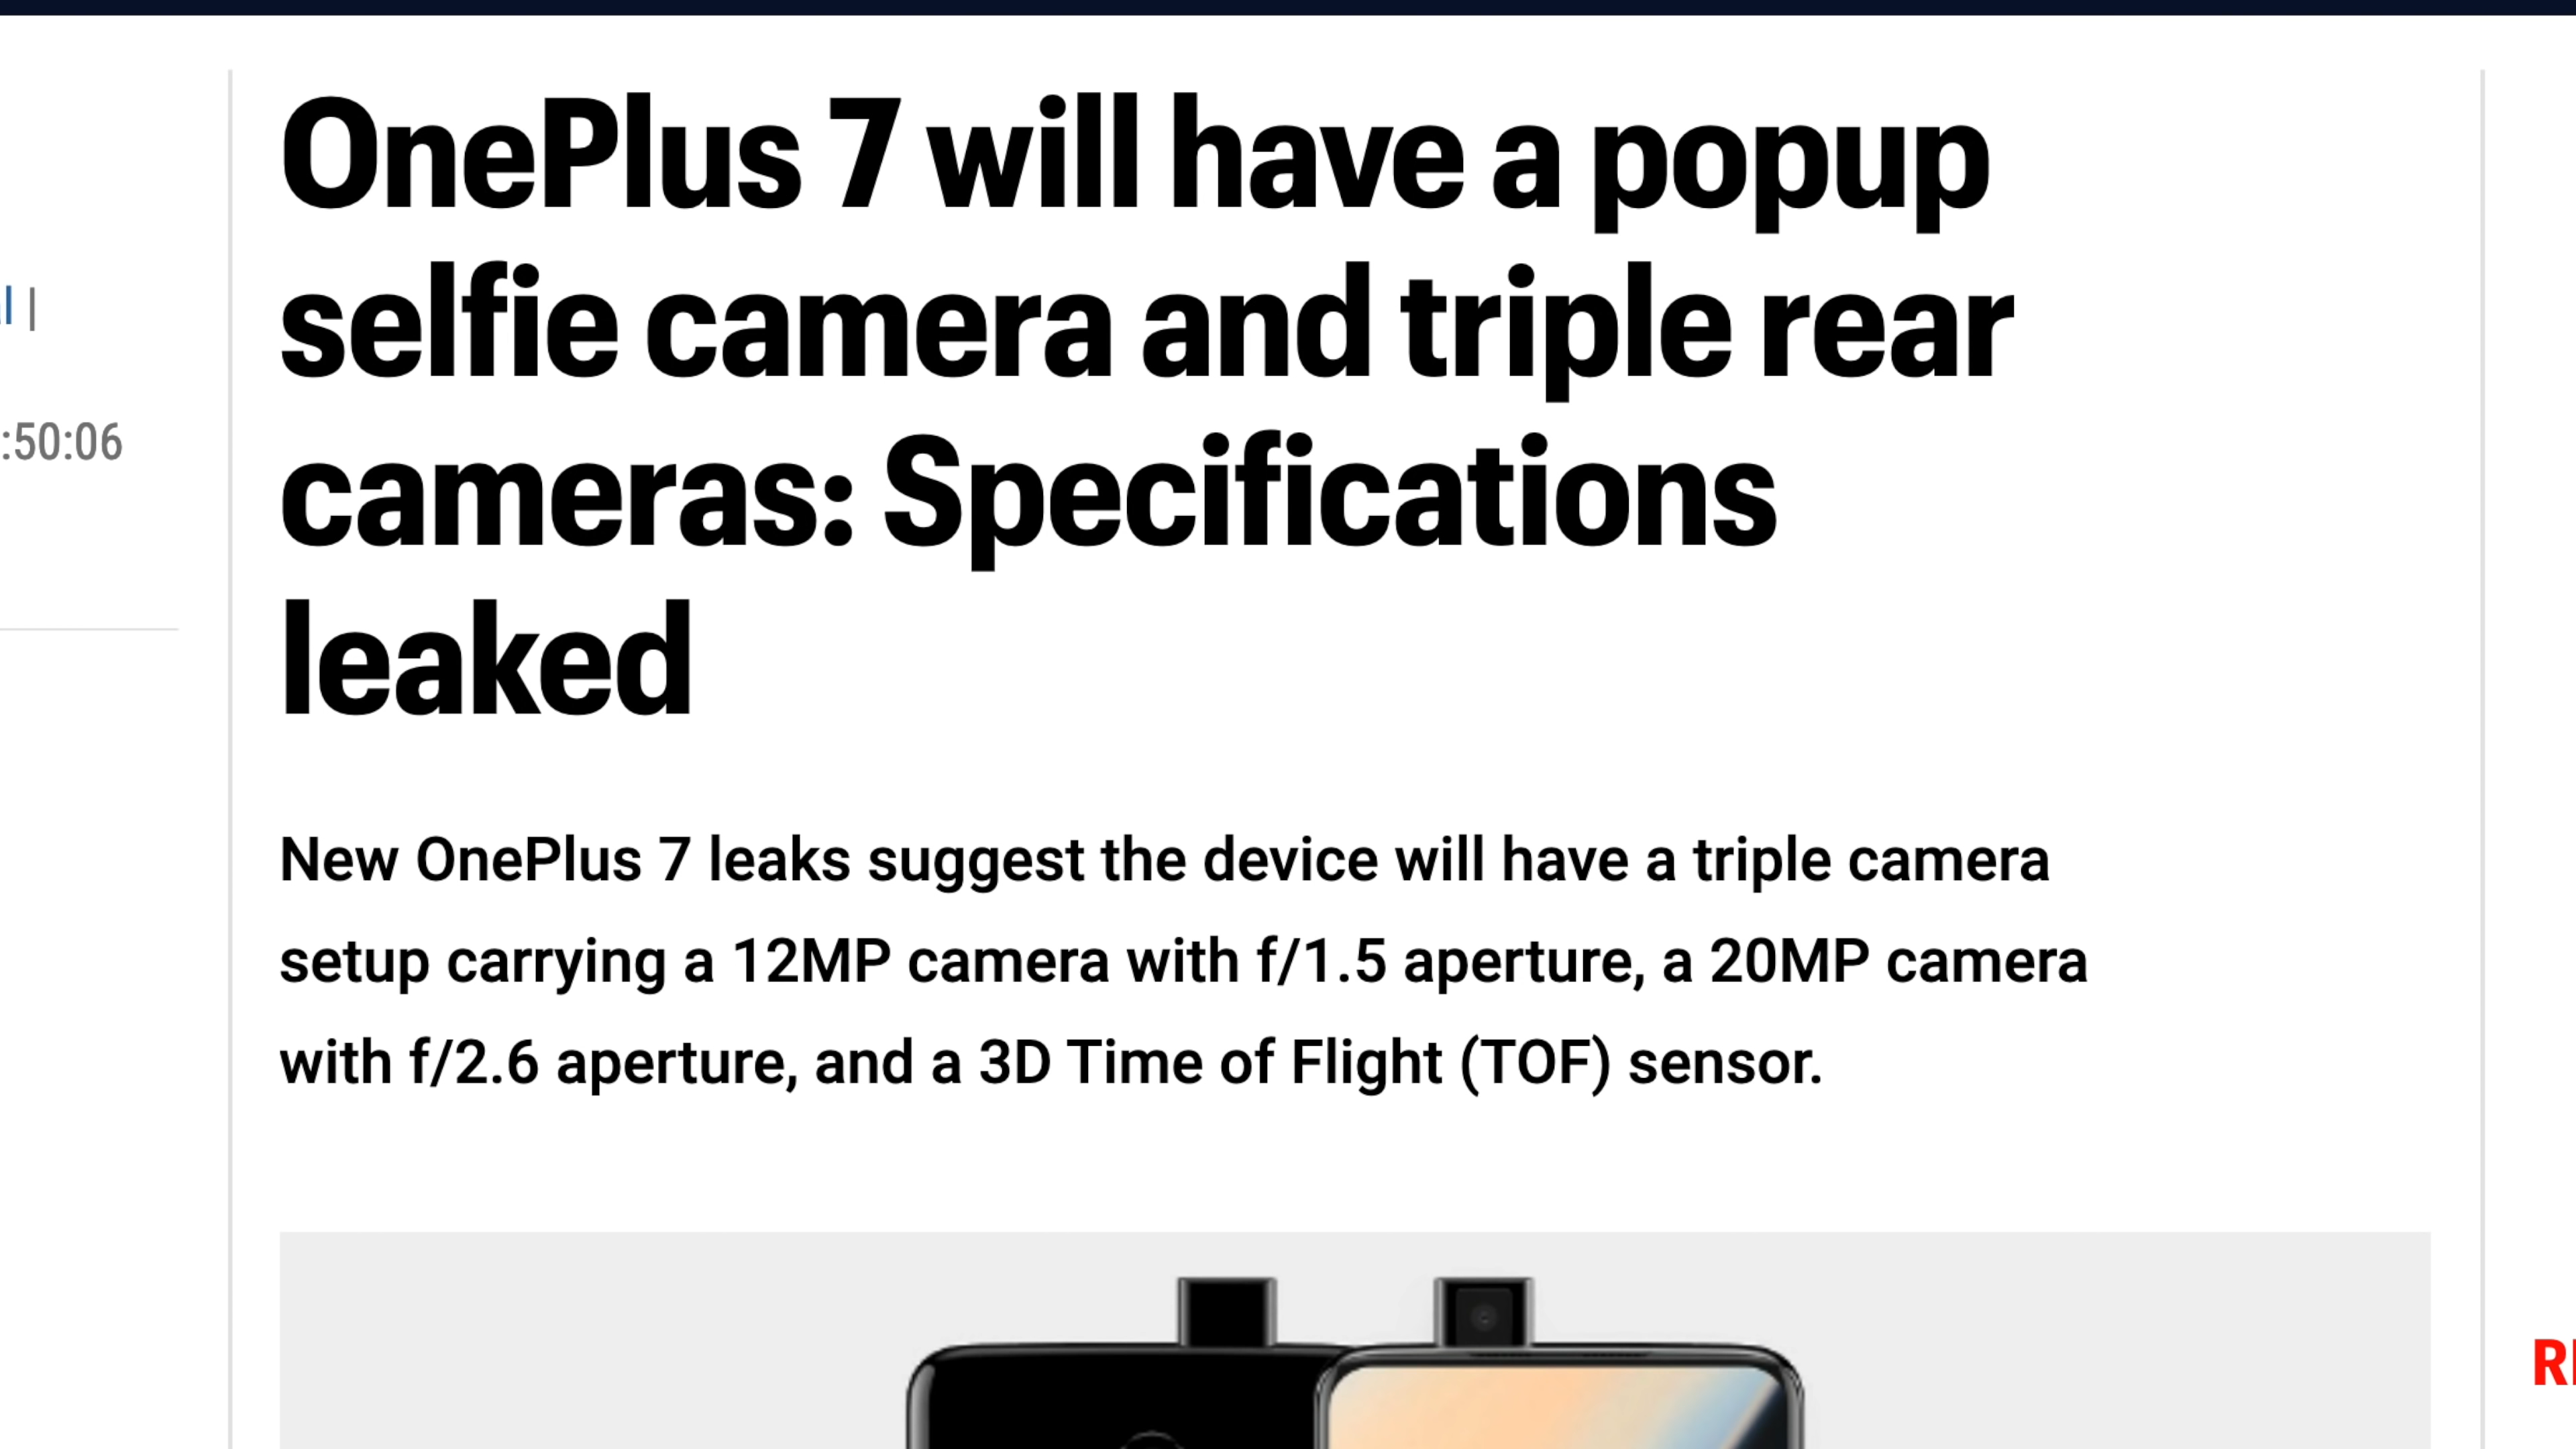 OnePlus 7 will have a popup
selfie camera and triple rear
cameras: Specifications
leaked
|
:50:06
New OnePlus 7 leaks suggest the device will have a triple camera
setup carrying a 12MP camera with f/1.5 aperture, a 20MP camera
with f/2.6 aperture, and a 3D Time of Flight (TOF) sensor.